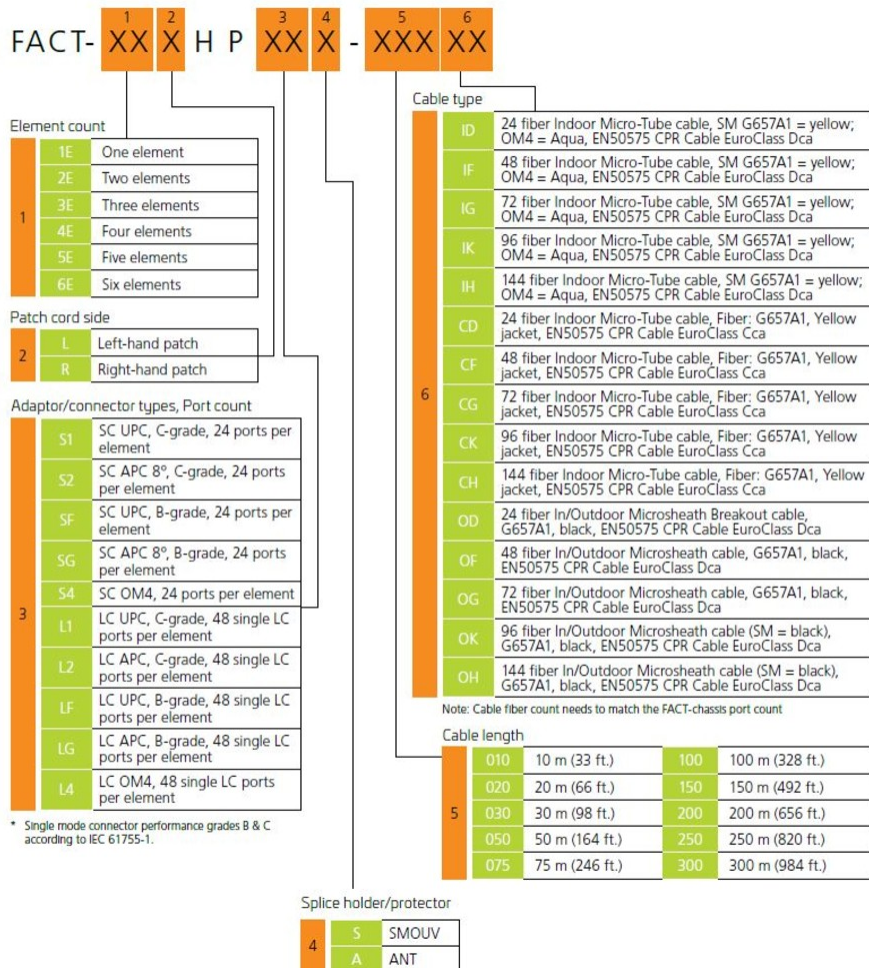 1 2 3 4 5 6
FACT- XX X H P XX X - XXX XX
Element count
1
1E One element
2E Two elements
3E Three elements
4E Four elements
5E Five elements
6E Six elements
Patch cord side
2
L Left-hand patch
R Right-hand patch
Adaptor/connector types, Port count
3
S1 SC UPC, C-grade, 24 ports per
element
S2 SC APC 8º, C-grade, 24 ports
per element
SF SC UPC, B-grade, 24 ports per
element
SG SC APC 8º, B-grade, 24 ports
per element
S4 SC OM4, 24 ports per element
L1 LC UPC, C-grade, 48 single LC
ports per element
L2 LC APC, C-grade, 48 single LC
ports per element
LF LC UPC, B-grade, 48 single LC
ports per element
LG LC APC, B-grade, 48 single LC
ports per element
L4 LC OM4, 48 single LC ports
per element
* Single mode connector performance grades B & C
according to IEC 61755-1.
Cable type
6
ID 24 fiber Indoor Micro-Tube cable, SM G657A1 = yellow;
OM4 = Aqua, EN50575 CPR Cable EuroClass Dca
IF 48 fiber Indoor Micro-Tube cable, SM G657A1 = yellow;
OM4 = Aqua, EN50575 CPR Cable EuroClass Dca
IG 72 fiber Indoor Micro-Tube cable, SM G657A1 = yellow;
OM4 = Aqua, EN50575 CPR Cable EuroClass Dca
IK 96 fiber Indoor Micro-Tube cable, SM G657A1 = yellow;
OM4 = Aqua, EN50575 CPR Cable EuroClass Dca
IH 144 fiber Indoor Micro-Tube cable, SM G657A1 = yellow;
OM4 = Aqua, EN50575 CPR Cable EuroClass Dca
CD 24 fiber Indoor Micro-Tube cable, Fiber: G657A1, Yellow
jacket, EN50575 CPR Cable EuroClass Cca
CF 48 fiber Indoor Micro-Tube cable, Fiber: G657A1, Yellow
jacket, EN50575 CPR Cable EuroClass Cca
CG 72 fiber Indoor Micro-Tube cable, Fiber: G657A1, Yellow
jacket, EN50575 CPR Cable EuroClass Cca
CK 96 fiber Indoor Micro-Tube cable, Fiber: G657A1, Yellow
jacket, EN50575 CPR Cable EuroClass Cca
CH 144 fiber Indoor Micro-Tube cable, Fiber: G657A1, Yellow
jacket, EN50575 CPR Cable EuroClass Cca
OD 24 fiber In/Outdoor Microsheath Breakout cable,
G657A1, black, EN50575 CPR Cable EuroClass Dca
OF 48 fiber In/Outdoor Microsheath cable, G657A1, black,
EN50575 CPR Cable EuroClass Dca
OG 72 fiber In/Outdoor Microsheath cable, G657A1, black,
EN50575 CPR Cable EuroClass Dca
OK 96 fiber In/Outdoor Microsheath cable (SM = black),
G657A1, black, EN50575 CPR Cable EuroClass Dca
OH 144 fiber In/Outdoor Microsheath cable (SM = black),
G657A1, black, EN50575 CPR Cable EuroClass Dca
Note: Cable fiber count needs to match the FACT-chassis port count
Cable length
5
010 10 m (33 ft.) 100 100 m (328 ft.)
020 20 m (66 ft.) 150 150 m (492 ft.)
030 30 m (98 ft.) 200 200 m (656 ft.)
050 50 m (164 ft.) 250 250 m (820 ft.)
075 75 m (246 ft.) 300 300 m (984 ft.)
Splice holder/protector
4
S SMOUV
A ANT